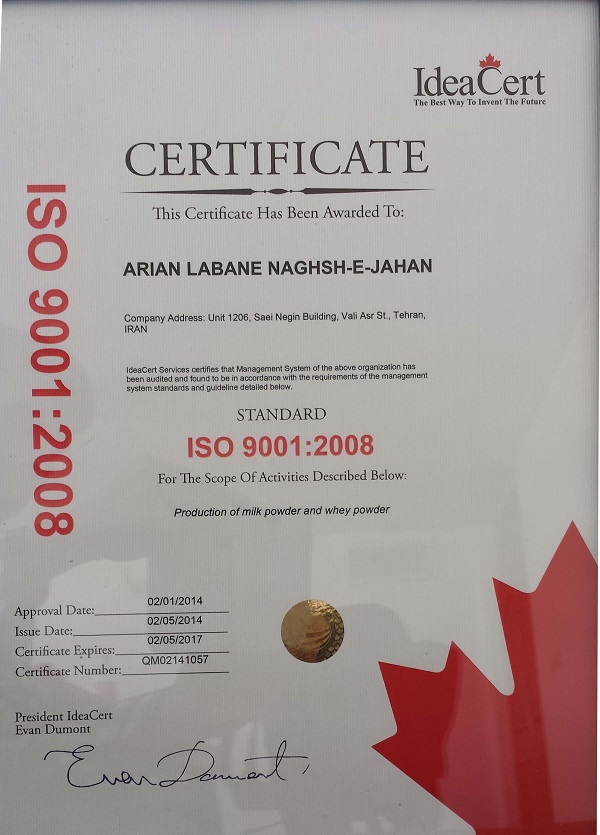 IdeaCert
The Best Way To Invent The Future
CERTIFICATE
This Certificate Has Been Awarded To:
ARIAN LABANE NAGHSH-E-JAHAN
Company Address: Unit 1206, Saei Negin Building, Vali Asr St., Tehran,
IRAN
IdeaCert Services certifies that Management System of the above organization has
been audited and found to be in accordance with the requirements of the management
system standards and guideline detailed below.
STANDARD
ISO 9001:2008
For The Scope Of Activities Described Below:
Production of milk powder and whey powder
ISO 9001:2008
Approval Date: 02/01/2014
Issue Date: 02/05/2014
Certificate Expires: 02/05/2017
Certificate Number: QM02141057
President IdeaCert
Evan Dumont
Evan Dumont